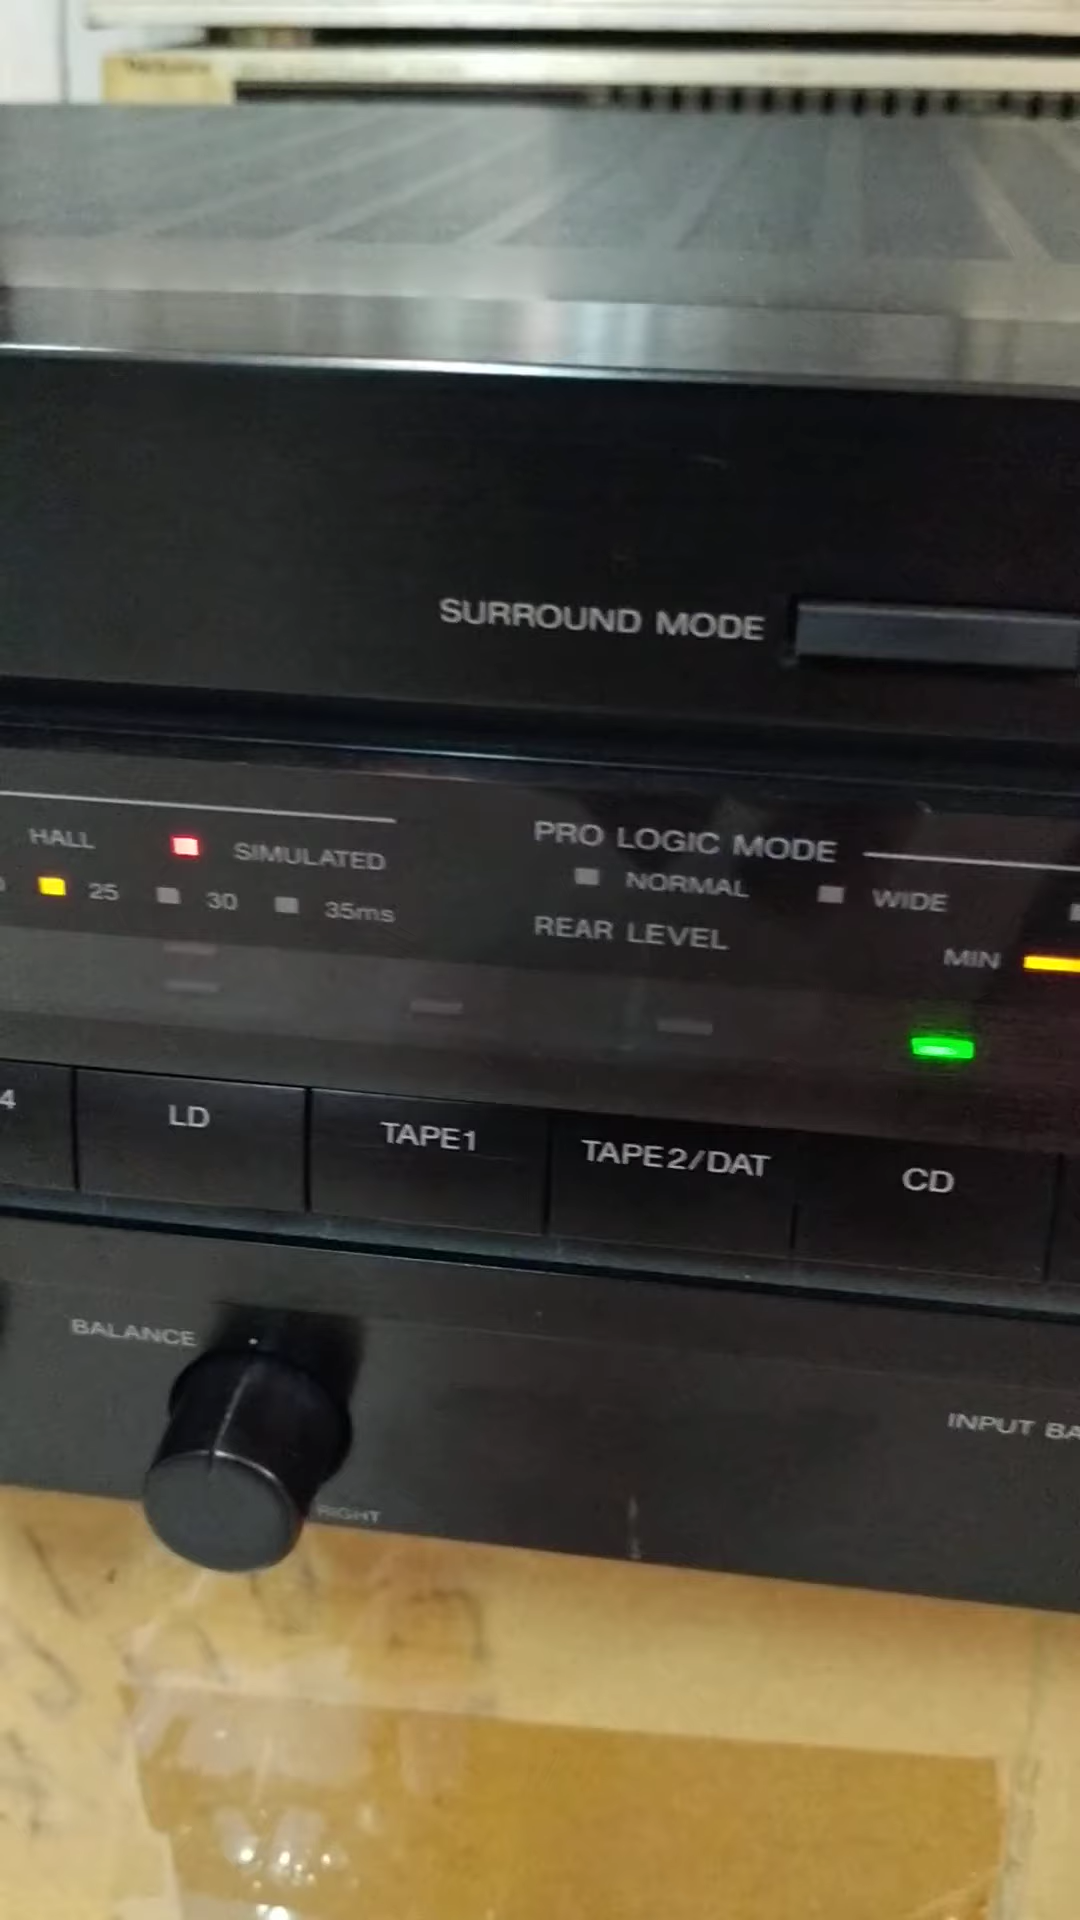 SURROUND MODE
HALL
SIMULATED
25
30
35ms
PRO LOGIC MODE
NORMAL
WIDE
REAR LEVEL
MIN
4
LD
TAPE1
TAPE2/DAT
CD
BALANCE
RIGHT
INPUT BA